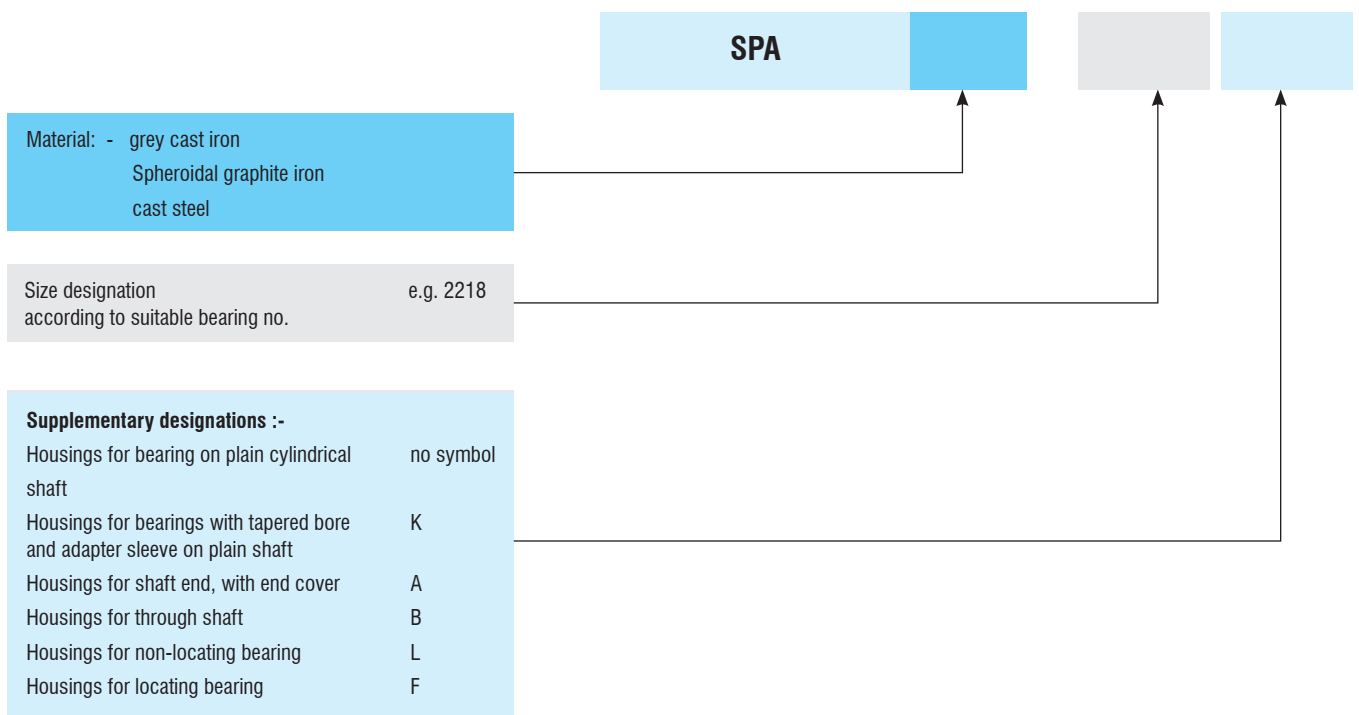 SPA
Material: - grey cast iron
Spheroidal graphite iron
cast steel
Size designation e.g. 2218
according to suitable bearing no.
Supplementary designations :-
Housings for bearing on plain cylindrical no symbol
shaft
Housings for bearings with tapered bore K
and adapter sleeve on plain shaft
Housings for shaft end, with end cover A
Housings for through shaft B
Housings for non-locating bearing L
Housings for locating bearing F